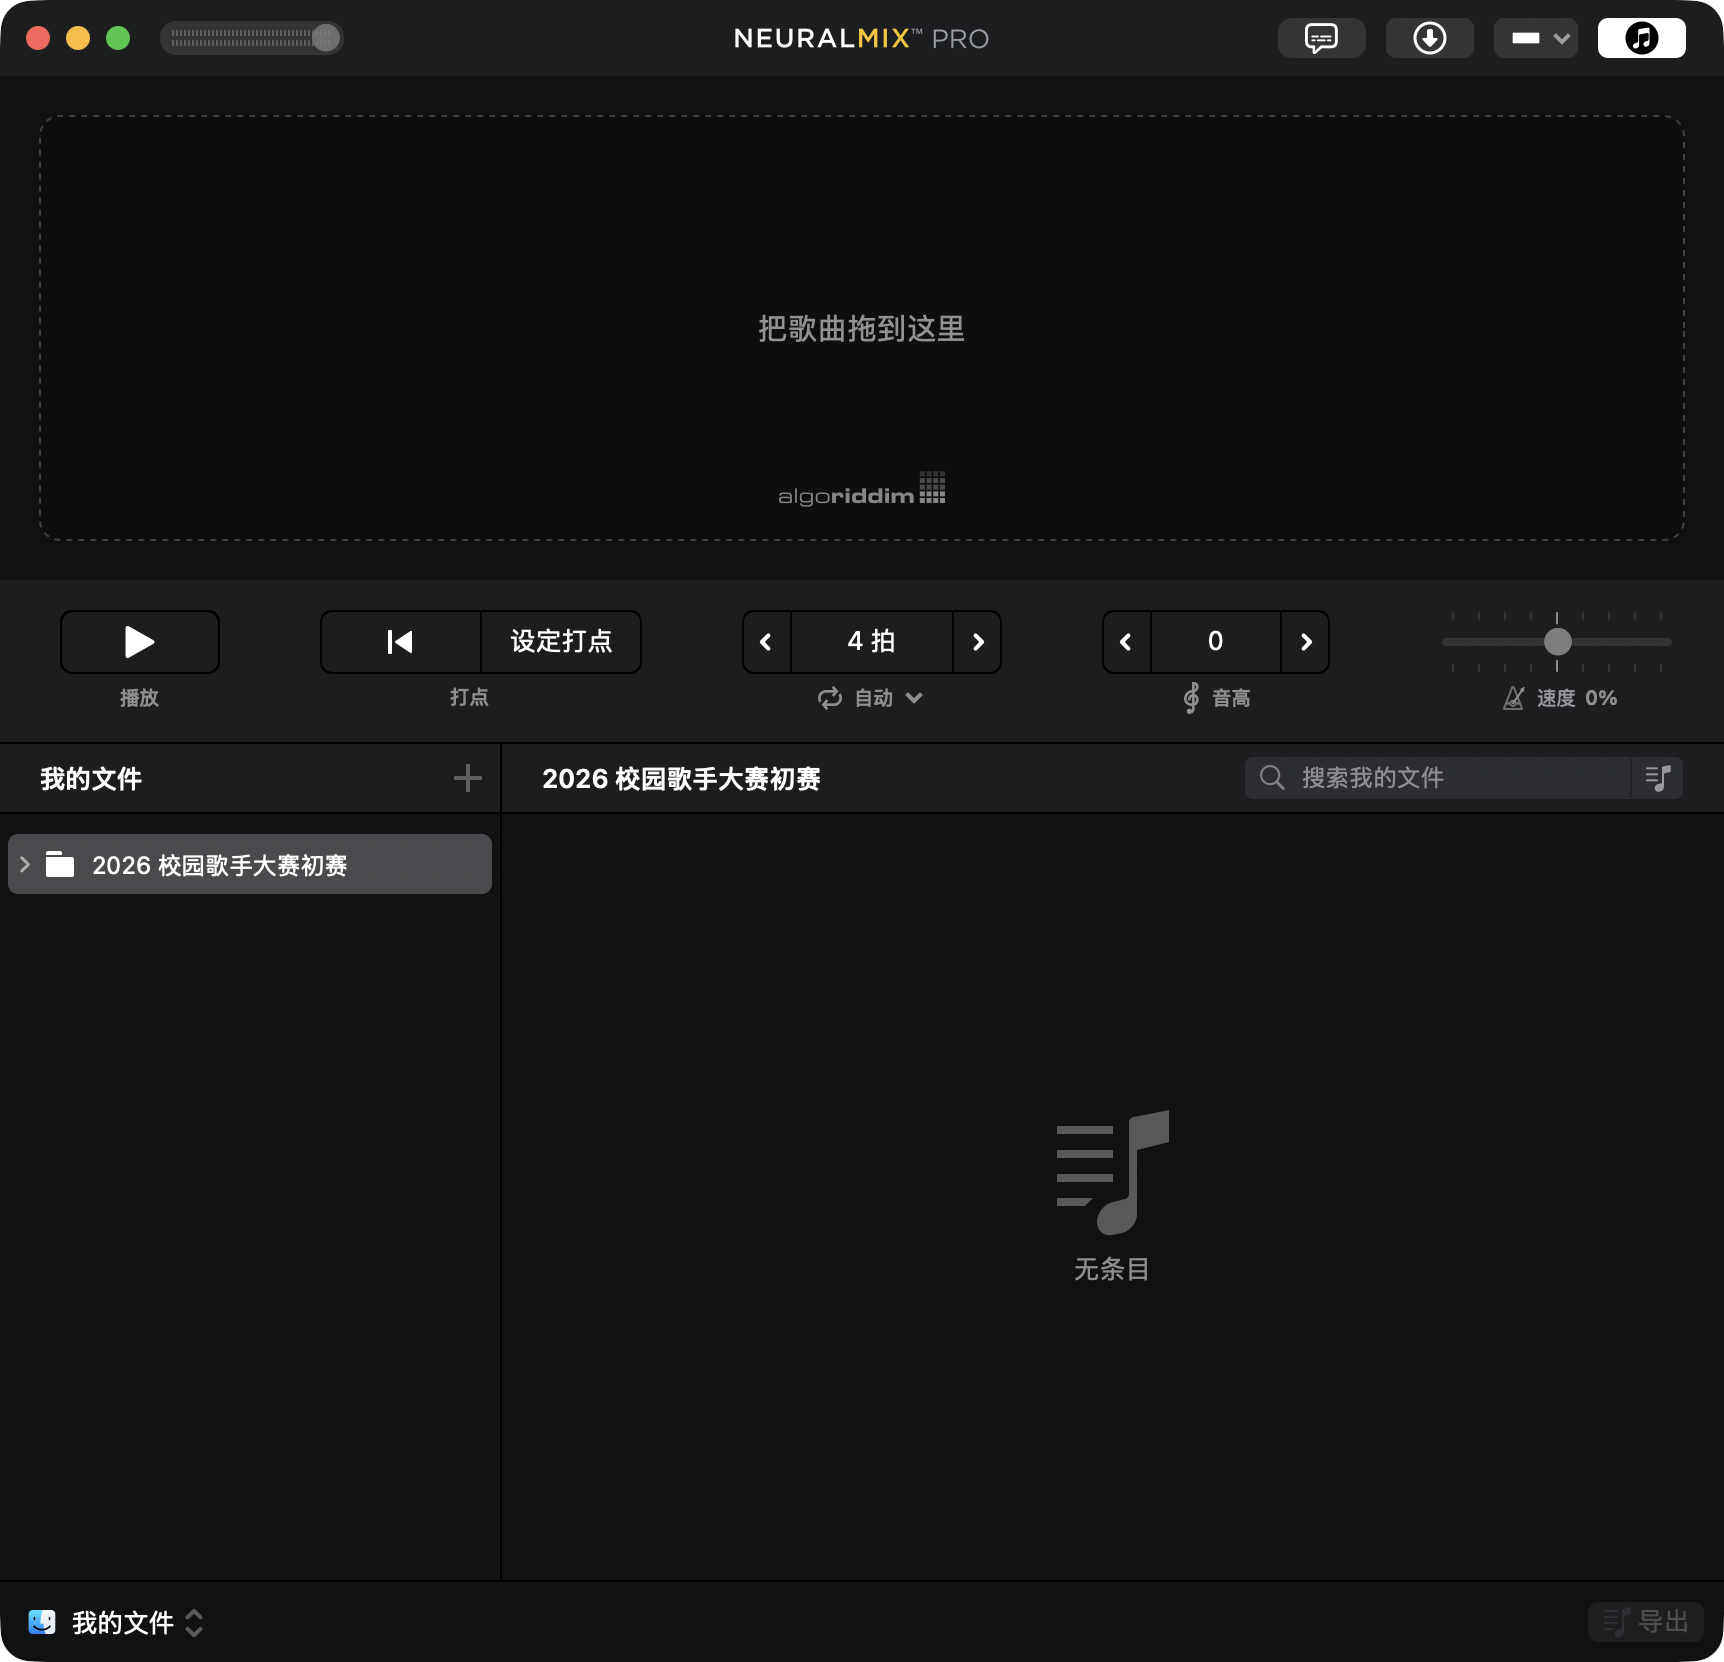 NEURALMIX™ PRO
把歌曲拖到这里
algoriddim
设定打点
4 拍
0
播放
打点
自动
音高
速度 0%
我的文件
2026 校园歌手大赛初赛
搜索我的文件
2026 校园歌手大赛初赛
无条目
我的文件
导出